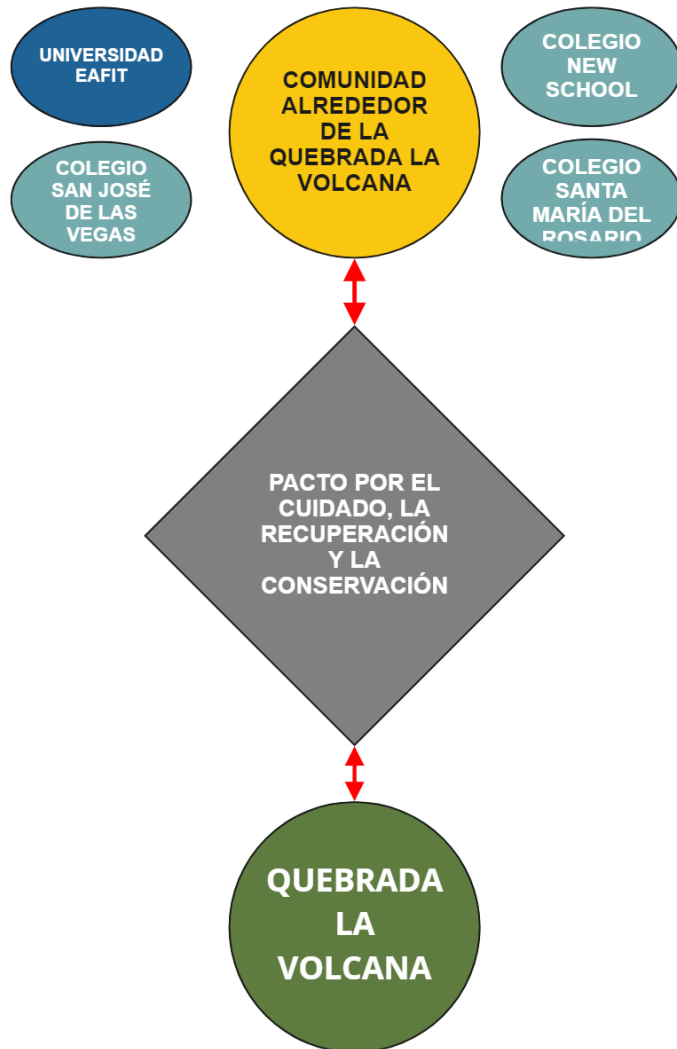 UNIVERSIDAD
EAFIT
COMUNIDAD
ALREDEDOR
DE LA
QUEBRADA LA
VOLCANA
COLEGIO
NEW
SCHOOL
COLEGIO
SAN JOSÉ
DE LAS
VEGAS
COLEGIO
SANTA
MARÍA DEL
ROSARIO
PACTO POR EL
CUIDADO, LA
RECUPERACIÓN
Y LA
CONSERVACIÓN
QUEBRADA
LA
VOLCANA